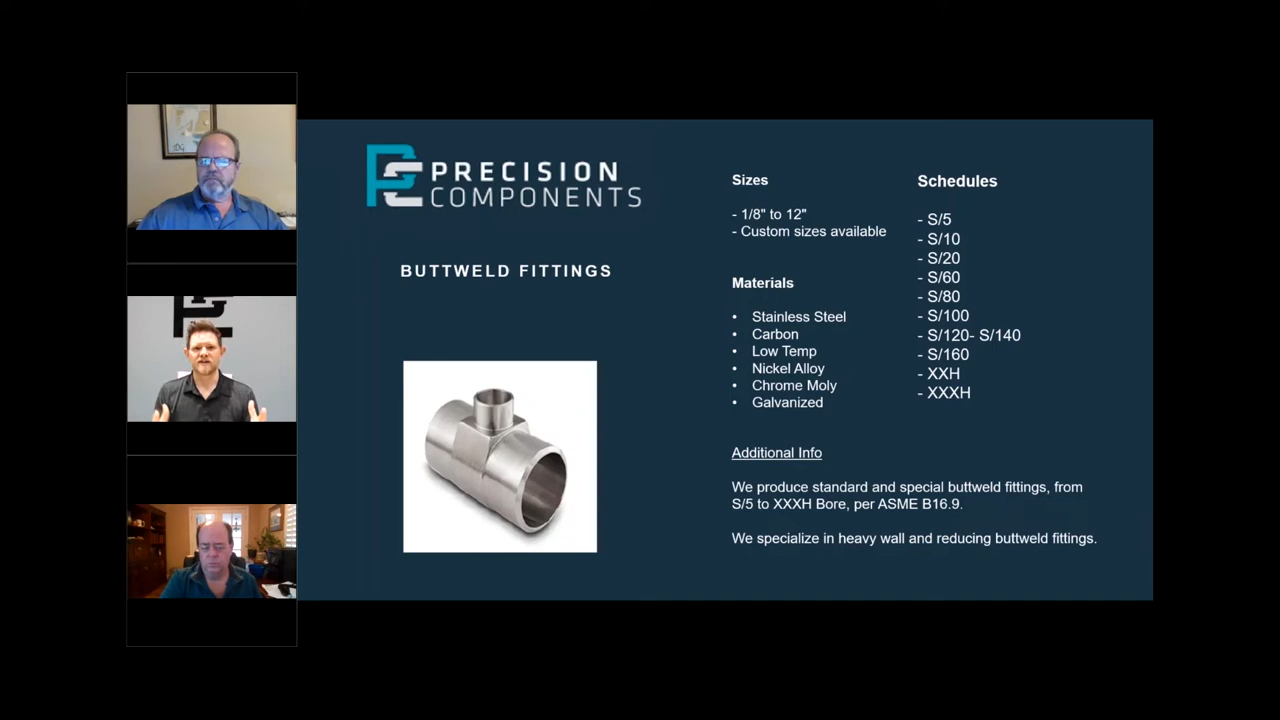 PRECISION
COMPONENTS
BUTTWELD FITTINGS
Sizes
- 1/8" to 12"
- Custom sizes available
Materials
• Stainless Steel
• Carbon
• Low Temp
• Nickel Alloy
• Chrome Moly
• Galvanized
Schedules
- S/5
- S/10
- S/20
- S/60
- S/80
- S/100
- S/120- S/140
- S/160
- XXH
- XXXH
Additional Info
We produce standard and special buttweld fittings, from
S/5 to XXXH Bore, per ASME B16.9.
We specialize in heavy wall and reducing buttweld fittings.